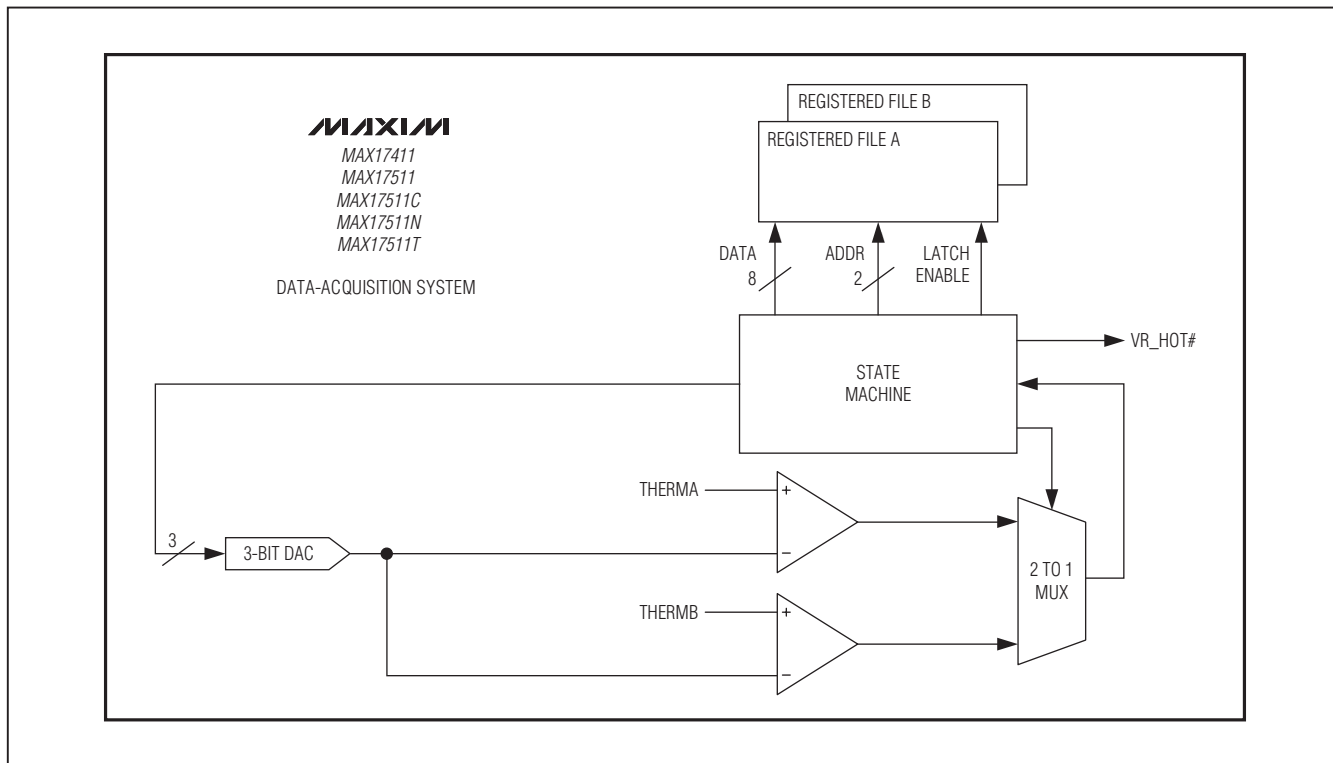 REGISTERED FILE B
REGISTERED FILE A
MAXIM
MAX17411
MAX17511
MAX17511C
MAX17511N
MAX17511T
DATA-ACQUISITION SYSTEM
DATA
8
ADDR
2
LATCH
ENABLE
VR_HOT#
STATE
MACHINE
THERMA
+
−
3
3-BIT DAC
2 TO 1
MUX
THERMB
+
−